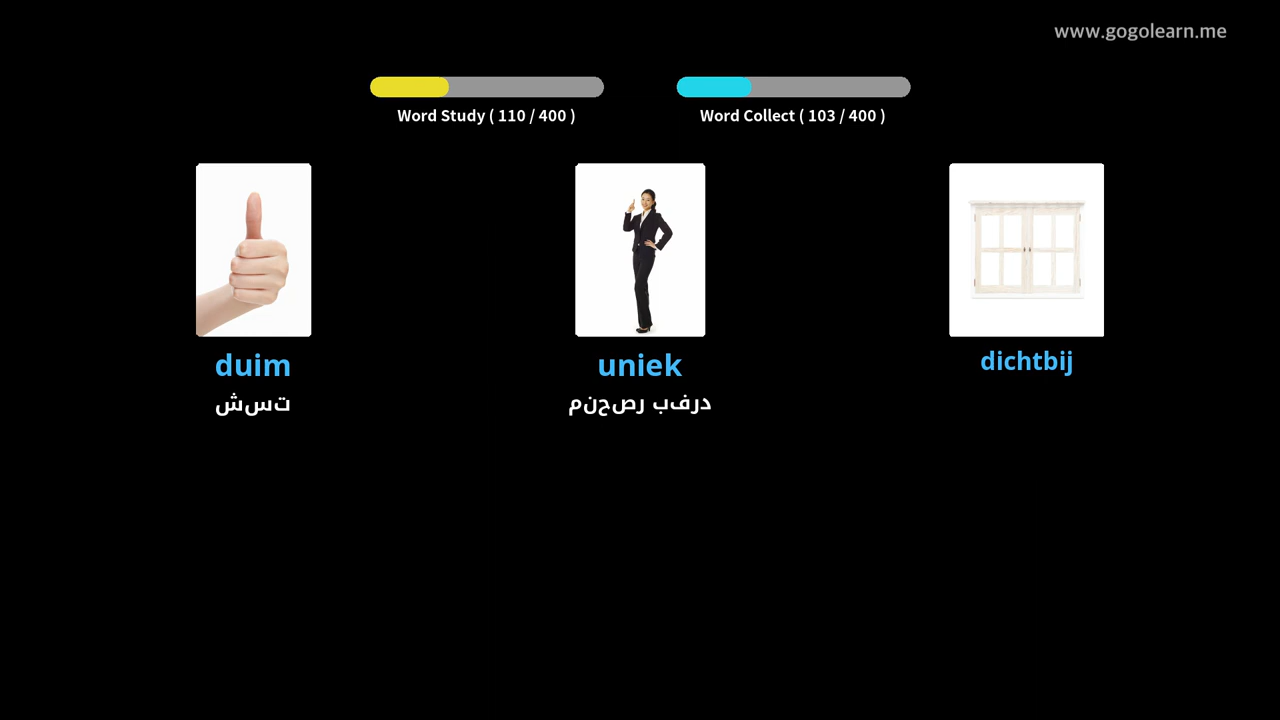 www.gogolearn.me
Word Study ( 110 / 400 )
Word Collect ( 103 / 400 )
duim
تسش
uniek
درفب رصحنم
dichtbij